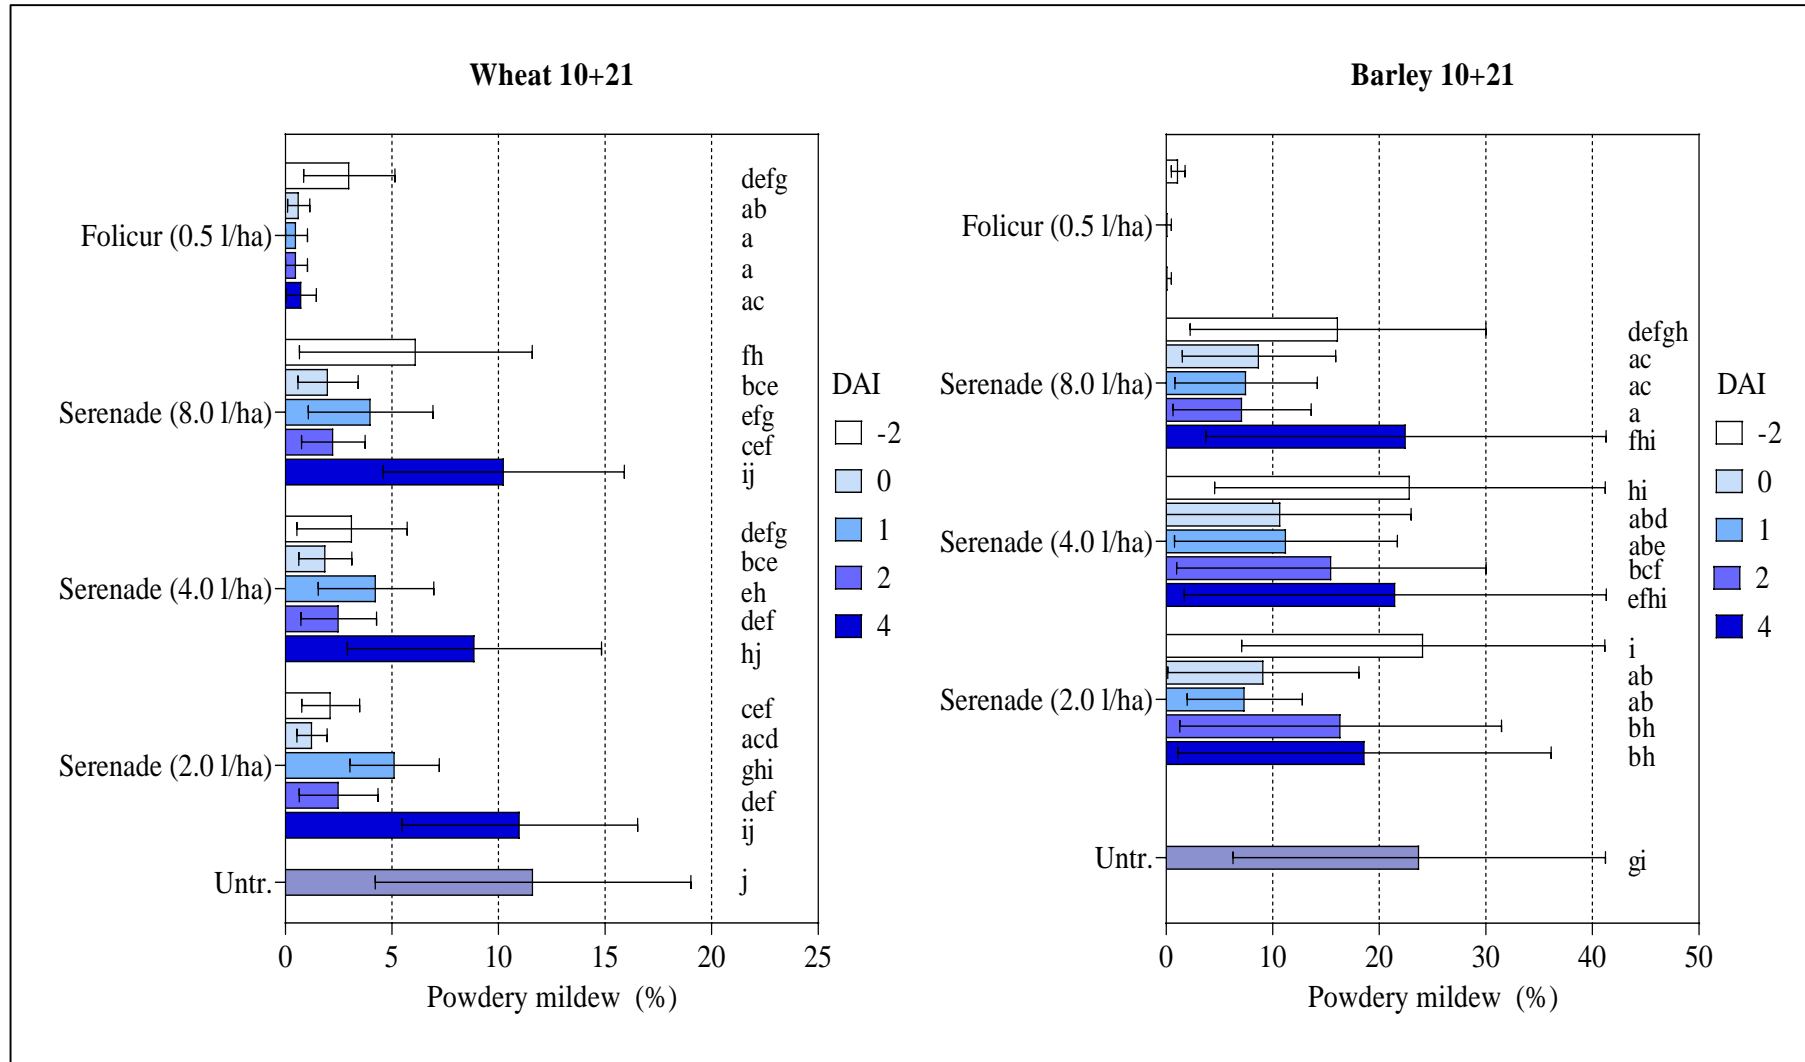 Wheat 10+21
Folicur (0.5 l/ha)
Serenade (8.0 l/ha)
Serenade (4.0 l/ha)
Serenade (2.0 l/ha)
Untr.
defg
ab
a
a
ac
fh
bce
efg
cef
ij
defg
bce
eh
def
hj
cef
acd
ghi
def
ij
j
0 5 10 15 20 25
Powdery mildew (%)
DAI
-2
0
1
2
4
Barley 10+21
Folicur (0.5 l/ha)
Serenade (8.0 l/ha)
Serenade (4.0 l/ha)
Serenade (2.0 l/ha)
Untr.
defgh
ac
ac
a
fhi
hi
abd
abe
bcf
efhi
i
ab
ab
bh
bh
gi
0 10 20 30 40 50
Powdery mildew (%)
DAI
-2
0
1
2
4